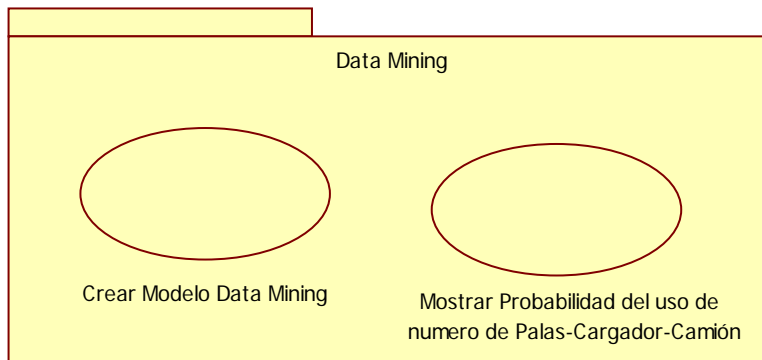 Data Mining
Crear Modelo Data Mining
Mostrar Probabilidad del uso de
numero de Palas-Cargador-Camión